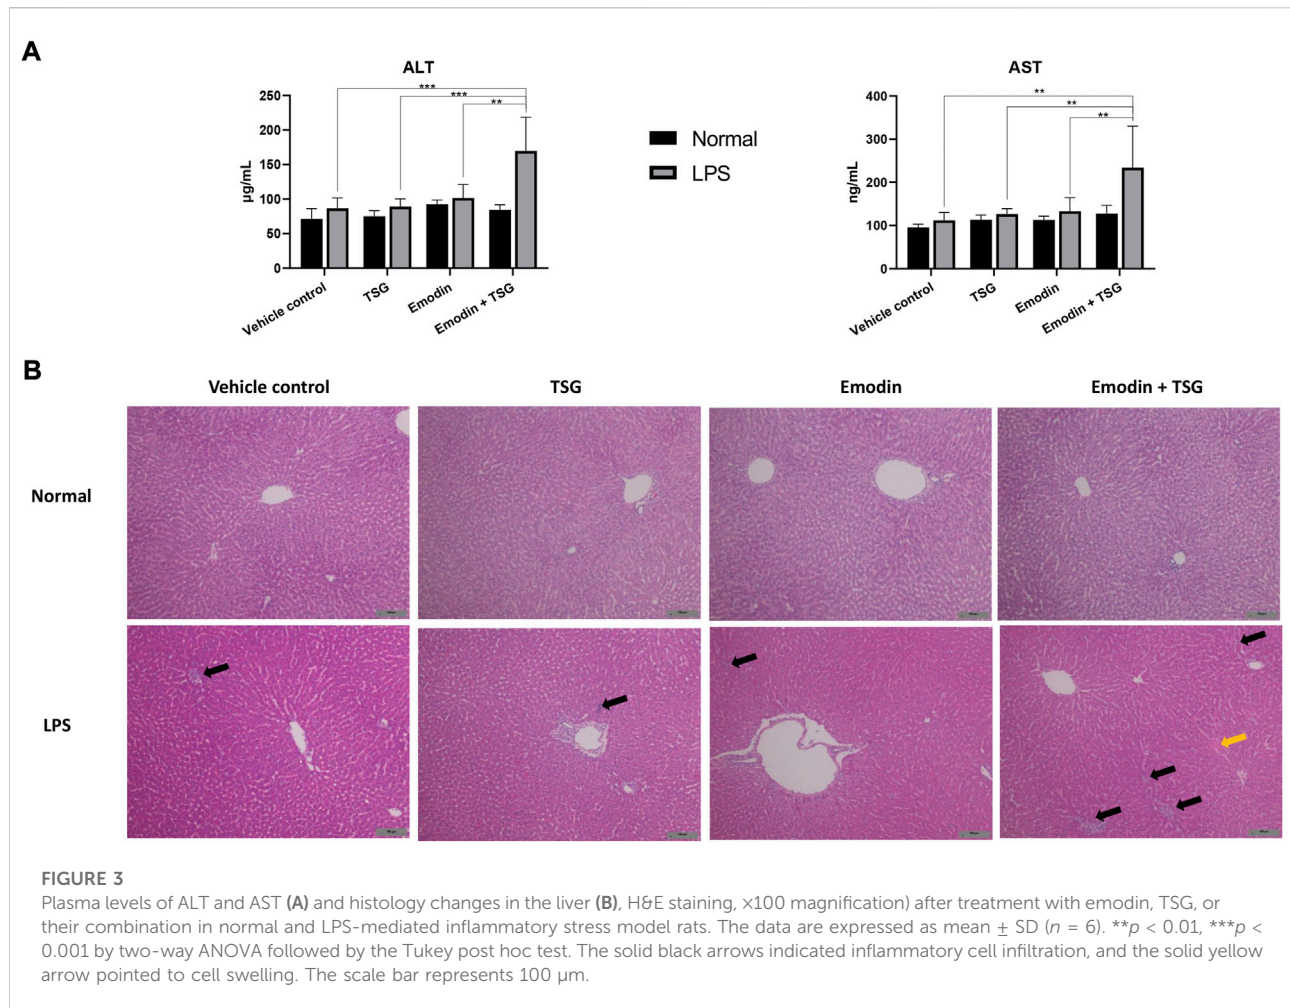 A
ALT
AST
250
200
150
100
50
0
µg/mL
***
***
**
Vehicle control
TSG
Emodin
Emodin + TSG
Normal
LPS
400
300
200
100
0
ng/mL
**
**
**
Vehicle control
TSG
Emodin
Emodin + TSG
B
Vehicle control
TSG
Emodin
Emodin + TSG
Normal
LPS
FIGURE 3
Plasma levels of ALT and AST (A) and histology changes in the liver (B), H&E staining, ×100 magnification) after treatment with emodin, TSG, or
their combination in normal and LPS-mediated inflammatory stress model rats. The data are expressed as mean ± SD (n = 6). **p < 0.01, ***p <
0.001 by two-way ANOVA followed by the Tukey post hoc test. The solid black arrows indicated inflammatory cell infiltration, and the solid yellow
arrow pointed to cell swelling. The scale bar represents 100 µm.